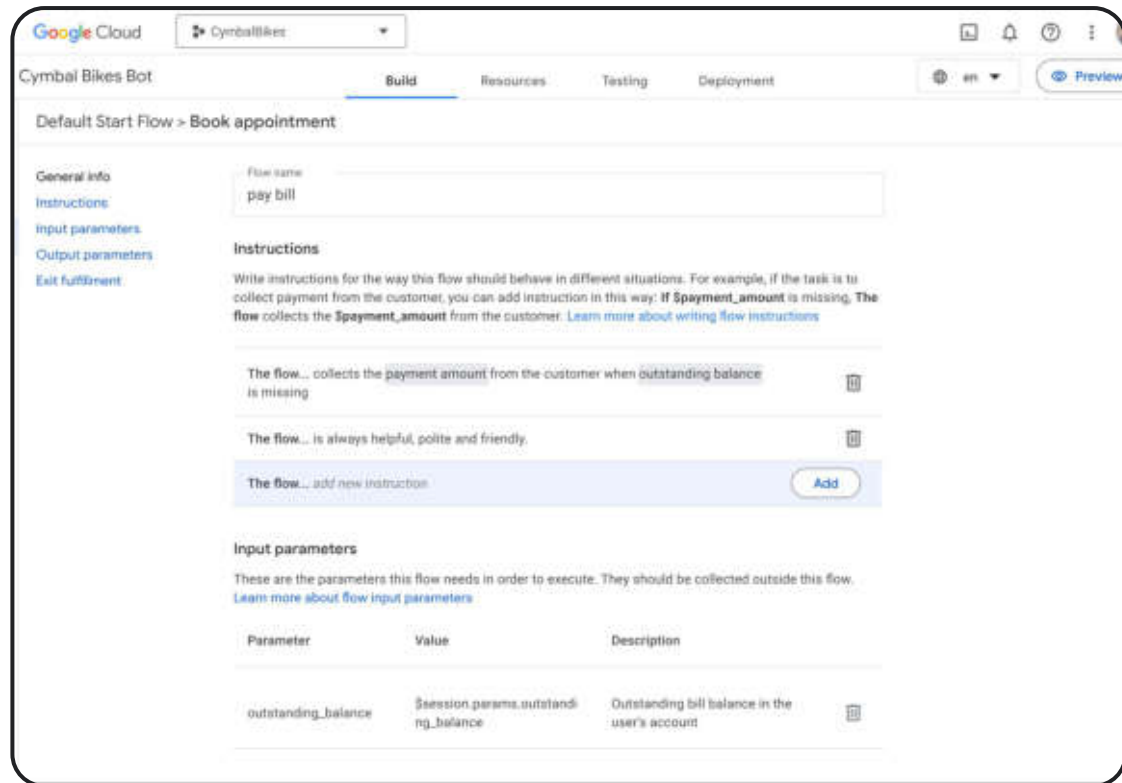 Google Cloud
CymbalBikes
Cymbal Bikes Bot
Build
Resources
Testing
Deployment
en
Preview
Default Start Flow > Book appointment
General info
Instructions
Input parameters
Output parameters
Exit fulfillment
Flow name
pay bill
Instructions
Write instructions for the way this flow should behave in different situations. For example, if the task is to
collect payment from the customer, you can add instruction in this way: If $payment_amount is missing, The
flow collects the $payment_amount from the customer. Learn more about writing flow instructions
The flow... collects the payment amount from the customer when outstanding balance
is missing
The flow... is always helpful, polite and friendly.
The flow... add new instruction
Add
Input parameters
These are the parameters this flow needs in order to execute. They should be collected outside this flow.
Learn more about flow input parameters
Parameter
Value
Description
outstanding_balance
$session.params.outstandi
ng_balance
Outstanding bill balance in the
user's account